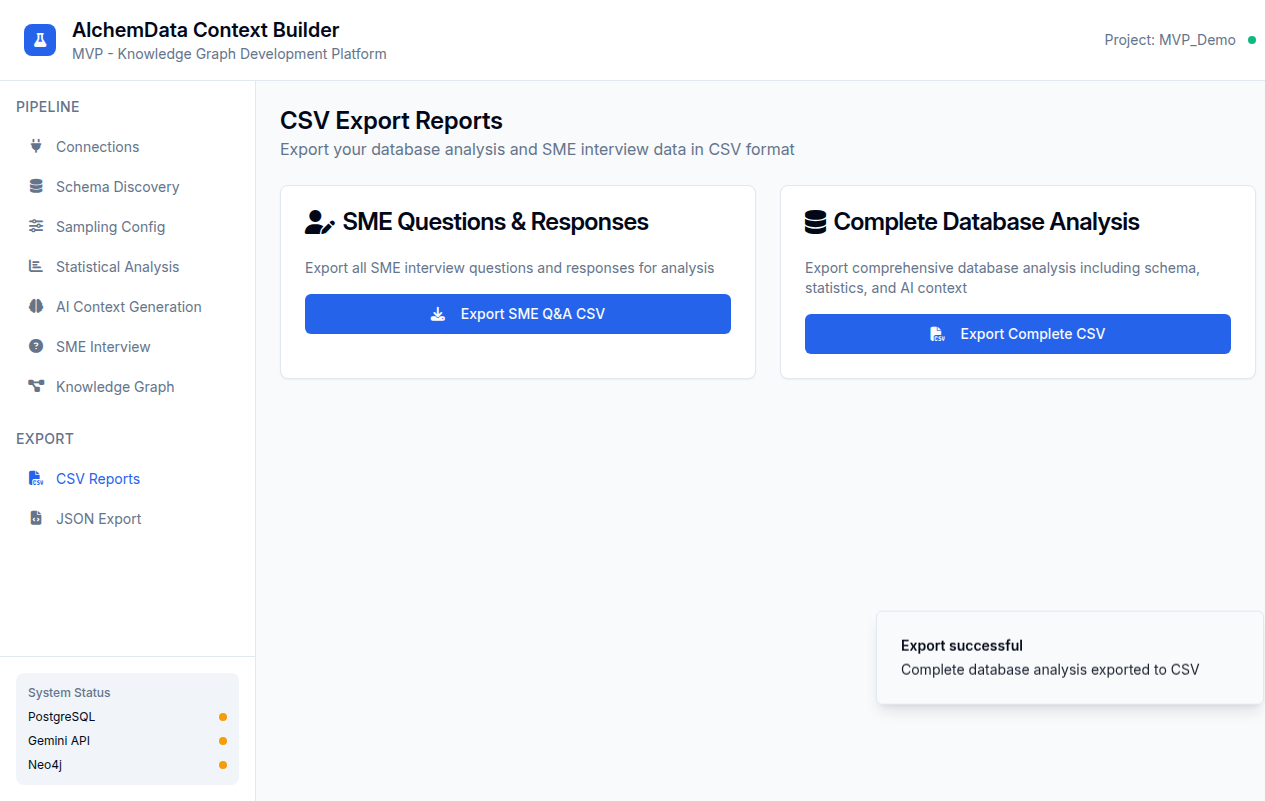 AlchemData Context Builder
MVP - Knowledge Graph Development Platform
Project: MVP_Demo
PIPELINE
Connections
Schema Discovery
Sampling Config
Statistical Analysis
AI Context Generation
SME Interview
Knowledge Graph
EXPORT
CSV Reports
JSON Export
System Status
PostgreSQL
Gemini API
Neo4j
CSV Export Reports
Export your database analysis and SME interview data in CSV format
SME Questions & Responses
Export all SME interview questions and responses for analysis
Export SME Q&A CSV
Complete Database Analysis
Export comprehensive database analysis including schema,
statistics, and AI context
Export Complete CSV
Export successful
Complete database analysis exported to CSV